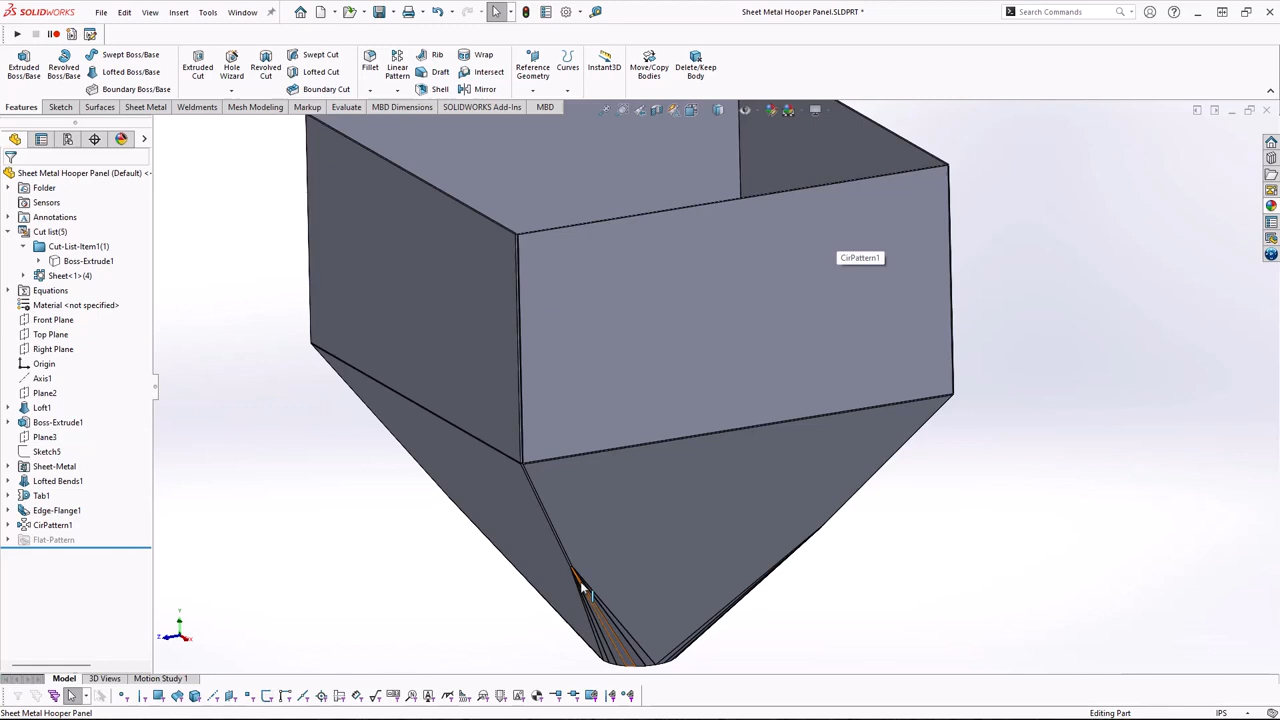 SOLIDWORKS File Edit View Insert Tools Window Sheet Metal Hooper Panel.SLDPRT * Search Commands
Extruded Boss/Base Revolved Boss/Base Swept Boss/Base Lofted Boss/Base Boundary Boss/Base Extruded Cut Hole Wizard Revolved Cut Swept Cut Lofted Cut Boundary Cut Fillet Linear Pattern Rib Draft Shell Wrap Intersect Mirror Reference Geometry Curves Instant3D Move/Copy Bodies Delete/Keep Body
Features Sketch Surfaces Sheet Metal Weldments Mesh Modeling Markup Evaluate MBD Dimensions SOLIDWORKS Add-Ins MBD
Sheet Metal Hooper Panel (Default) <
Folder
Sensors
Annotations
Cut list(5)
Cut-List-Item1(1)
Boss-Extrude1
Sheet<1>(4)
Equations
Material <not specified>
Front Plane
Top Plane
Right Plane
Origin
Axis1
Plane2
Loft1
Boss-Extrude1
Plane3
Sketch5
Sheet-Metal
Lofted Bends1
Tab1
Edge-Flange1
CirPattern1
Flat-Pattern
CirPattern1
Y
Z X
Model 3D Views Motion Study 1
Sheet Metal Hooper Panel Editing Part IPS